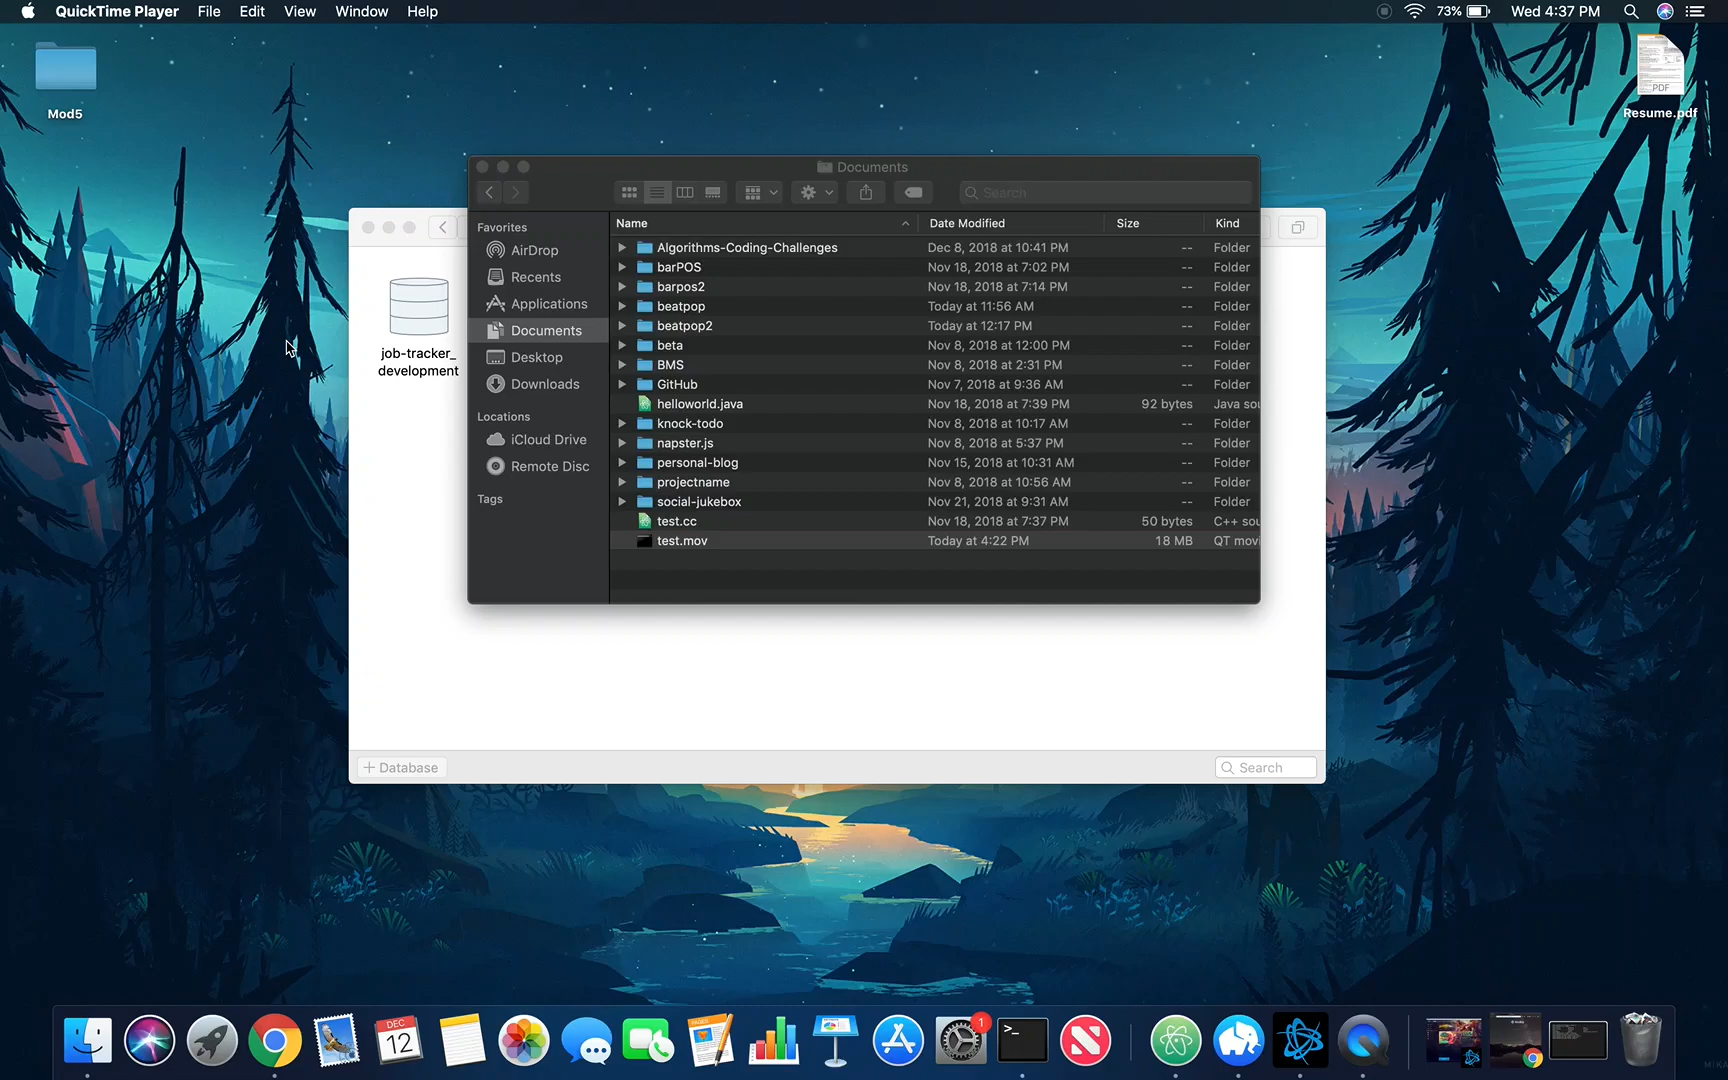 QuickTime Player File Edit View Window Help 73% Wed 4:37 PM
Mod5
PDF
Resume.pdf
Documents
Search
Favorites
AirDrop
Recents
Applications
Documents
Desktop
Downloads
Locations
iCloud Drive
Remote Disc
Tags
Name Date Modified Size Kind
Algorithms-Coding-Challenges Dec 8, 2018 at 10:41 PM -- Folder
barPOS Nov 18, 2018 at 7:02 PM -- Folder
barpos2 Nov 18, 2018 at 7:14 PM -- Folder
beatpop Today at 11:56 AM -- Folder
beatpop2 Today at 12:17 PM -- Folder
beta Nov 8, 2018 at 12:00 PM -- Folder
BMS Nov 8, 2018 at 2:31 PM -- Folder
GitHub Nov 7, 2018 at 9:36 AM -- Folder
helloworld.java Nov 18, 2018 at 7:39 PM 92 bytes Java sou
knock-todo Nov 8, 2018 at 10:17 AM -- Folder
napster.js Nov 8, 2018 at 5:37 PM -- Folder
personal-blog Nov 15, 2018 at 10:31 AM -- Folder
projectname Nov 8, 2018 at 10:56 AM -- Folder
social-jukebox Nov 21, 2018 at 9:31 AM -- Folder
test.cc Nov 18, 2018 at 7:37 PM 50 bytes C++ sou
test.mov Today at 4:22 PM 18 MB QT movi
job-tracker_
development
+ Database
Search
DEC
12
PAGES
1
>_